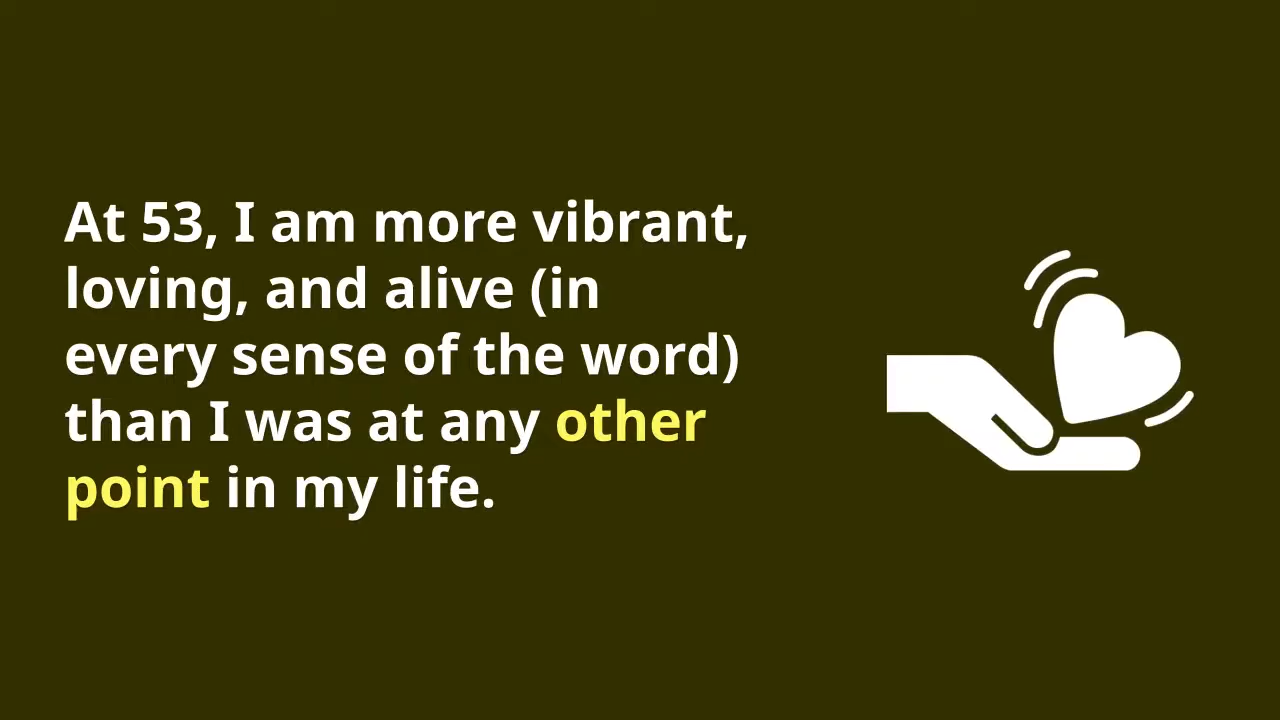 At 53, I am more vibrant,
loving, and alive (in
every sense of the word)
than I was at any other
point in my life.